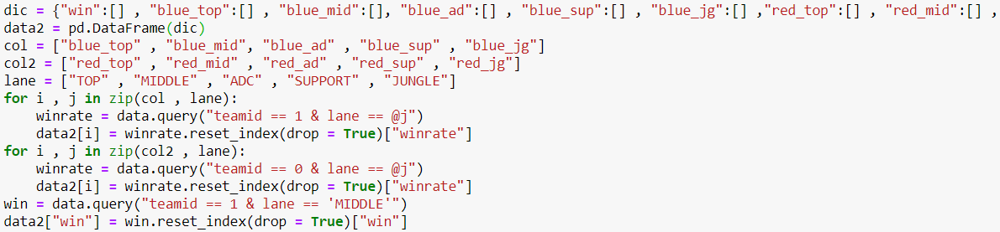 dic = {"win":[] , "blue_top":[] , "blue_mid":[], "blue_ad":[] , "blue_sup":[] , "blue_jg":[] ,"red_top":[] , "red_mid":[] ,
data2 = pd.DataFrame(dic)
col = ["blue_top" , "blue_mid", "blue_ad" , "blue_sup" , "blue_jg"]
col2 = ["red_top" , "red_mid" , "red_ad" , "red_sup" , "red_jg"]
lane = ["TOP" , "MIDDLE" , "ADC" , "SUPPORT" , "JUNGLE"]
for i , j in zip(col , lane):
    winrate = data.query("teamid == 1 & lane == @j")
    data2[i] = winrate.reset_index(drop = True)["winrate"]
for i , j in zip(col2 , lane):
    winrate = data.query("teamid == 0 & lane == @j")
    data2[i] = winrate.reset_index(drop = True)["winrate"]
win = data.query("teamid == 1 & lane == 'MIDDLE'")
data2["win"] = win.reset_index(drop = True)["win"]